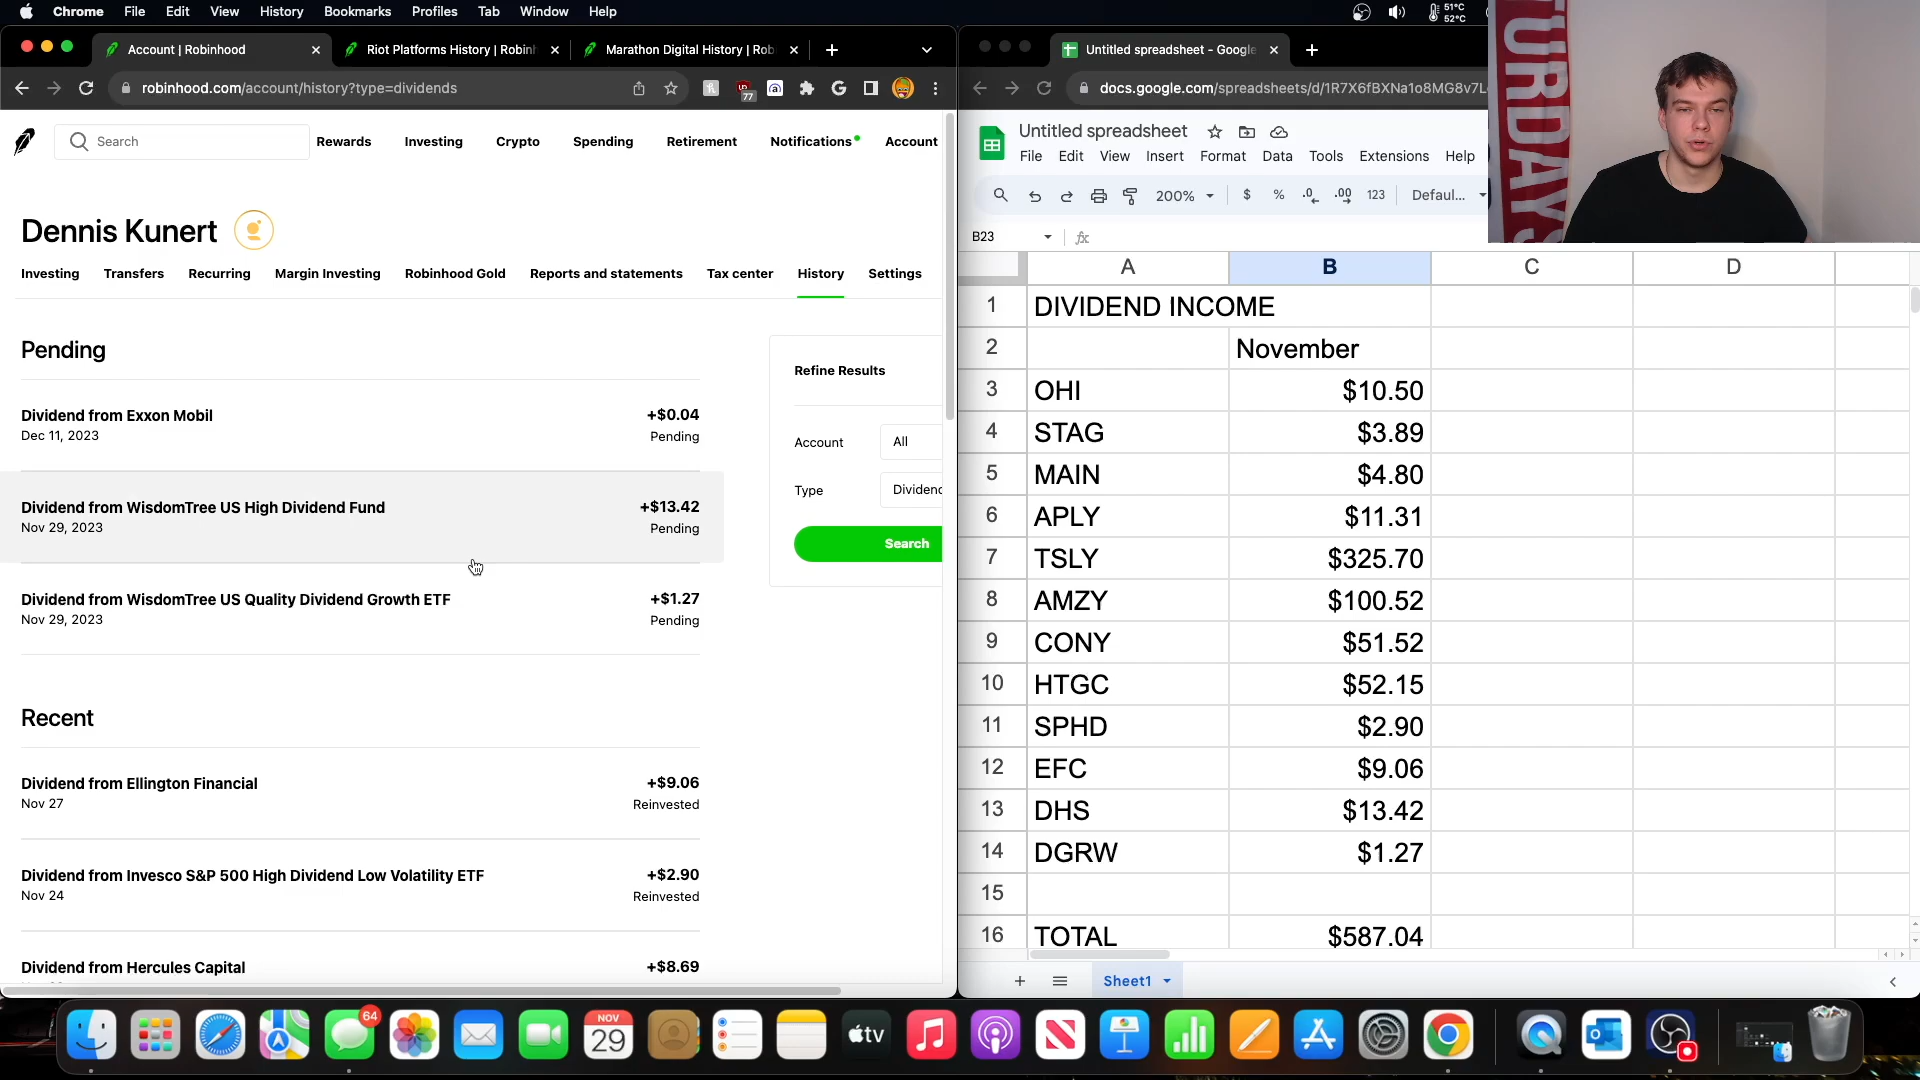 Chrome File Edit View History Bookmarks Profiles Tab Window Help 51°C 52°C
Account | Robinhood Riot Platforms History | Robinh Marathon Digital History | Rob
robinhood.com/account/history?type=dividends 77
Search Rewards Investing Crypto Spending Retirement Notifications Account
Dennis Kunert
Investing Transfers Recurring Margin Investing Robinhood Gold Reports and statements Tax center History Settings
Pending
Dividend from Exxon Mobil +$0.04
Dec 11, 2023 Pending
Dividend from WisdomTree US High Dividend Fund +$13.42
Nov 29, 2023 Pending
Dividend from WisdomTree US Quality Dividend Growth ETF +$1.27
Nov 29, 2023 Pending
Refine Results
Account All
Type Dividend
Search
Recent
Dividend from Ellington Financial +$9.06
Nov 27 Reinvested
Dividend from Invesco S&P 500 High Dividend Low Volatility ETF +$2.90
Nov 24 Reinvested
Dividend from Hercules Capital +$8.69
Untitled spreadsheet - Google
docs.google.com/spreadsheets/d/1R7X6fBXNa1o8MG8v7L
Untitled spreadsheet
File Edit View Insert Format Data Tools Extensions Help
200% $ % .0 .00 123 Defaul...
B23 fx
A B C D
1 DIVIDEND INCOME
2 November
3 OHI $10.50
4 STAG $3.89
5 MAIN $4.80
6 APLY $11.31
7 TSLY $325.70
8 AMZY $100.52
9 CONY $51.52
10 HTGC $52.15
11 SPHD $2.90
12 EFC $9.06
13 DHS $13.42
14 DGRW $1.27
15
16 TOTAL $587.04
Sheet1
TURDAYS
64 NOV 29 tv